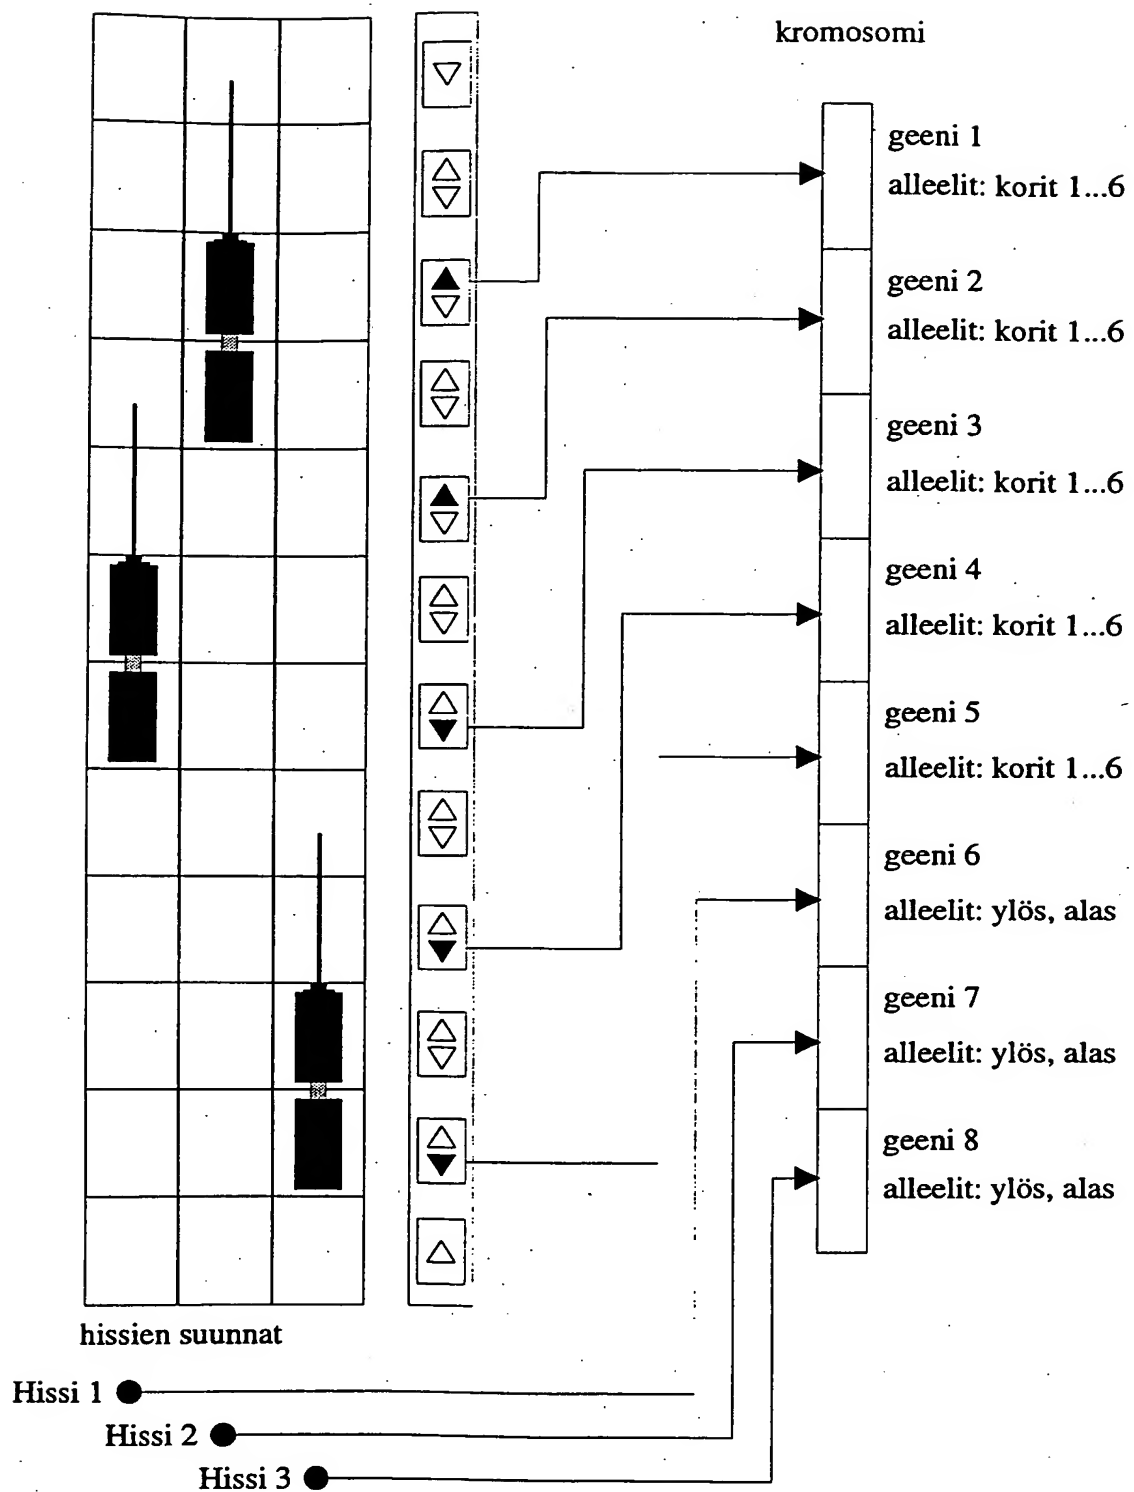 kromosomi
geeni 1
alleelit: korit 1...6
geeni 2
alleelit: korit 1...6
geeni 3
alleelit: korit 1...6
geeni 4
alleelit: korit 1...6
geeni 5
alleelit: korit 1...6
geeni 6
alleelit: ylös, alas
geeni 7
alleelit: ylös, alas
geeni 8
alleelit: ylös, alas
hissien suunnat
Hissi 1
Hissi 2
Hissi 3